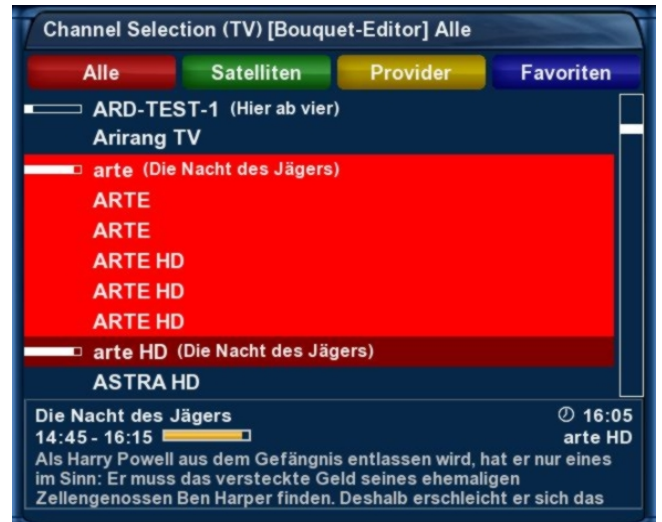 Channel Selection (TV) [Bouquet-Editor] Alle
Alle Satelliten Provider Favoriten
ARD-TEST-1 (Hier ab vier)
Arirang TV
arte (Die Nacht des Jägers)
ARTE
ARTE
ARTE HD
ARTE HD
ARTE HD
arte HD (Die Nacht des Jägers)
ASTRA HD
Die Nacht des Jägers 16:05
14:45 - 16:15 arte HD
Als Harry Powell aus dem Gefängnis entlassen wird, hat er nur eines
im Sinn: Er muss das versteckte Geld seines ehemaligen
Zellengenossen Ben Harper finden. Deshalb erschleicht er sich das